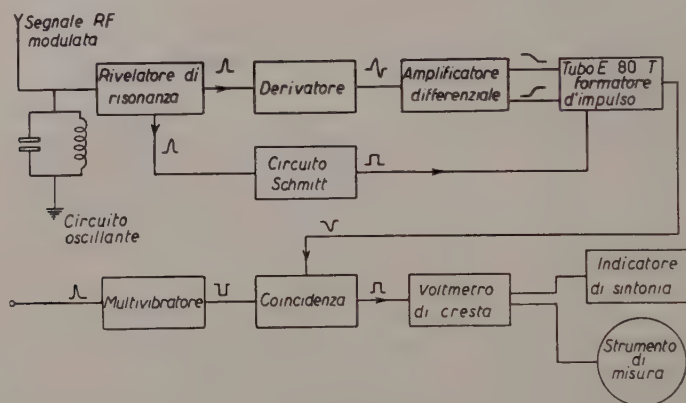 Segnale RF
modulata
Rivelatore di
risonanza
Derivatore
Amplificatore
differenziale
Tubo E 80 T
formatore
d'impulso
Circuito
Schmitt
Circuito
oscillante
Multivibratore
Coincidenza
Voltmetro
di cresta
Indicatore
di sintonia
Strumento
di
misura